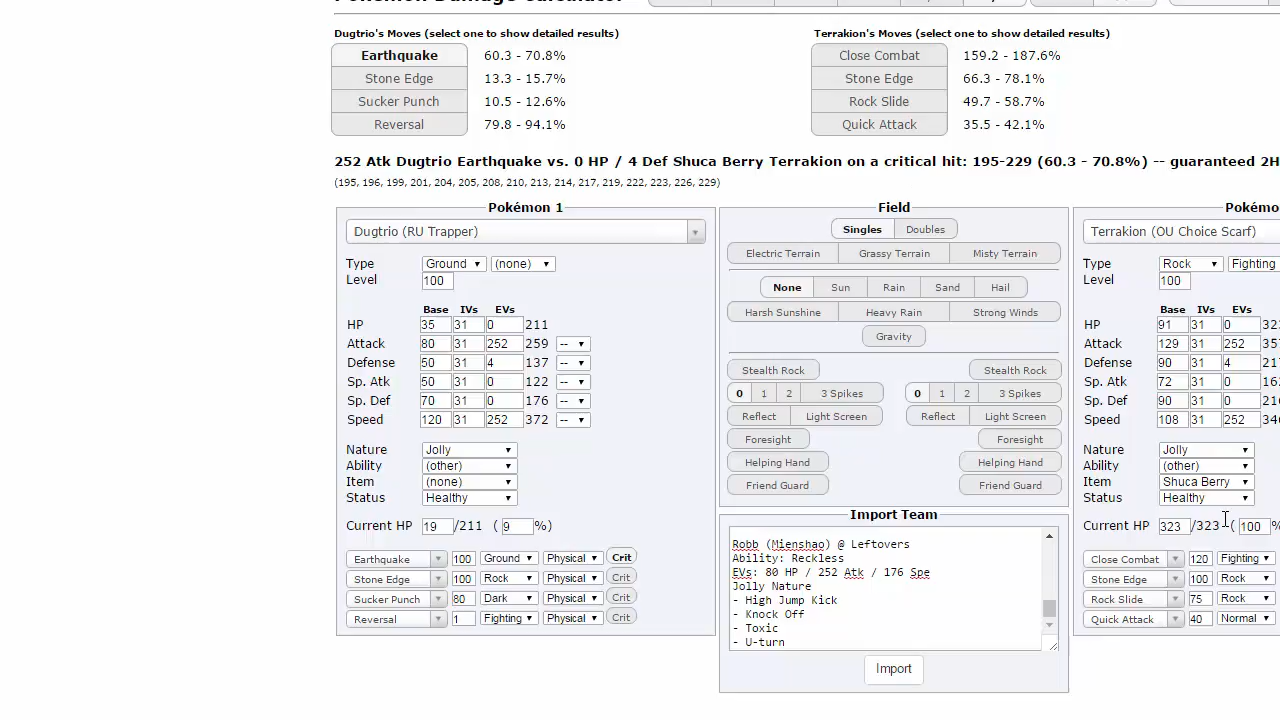 Dugtrio's Moves (select one to show detailed results)
Earthquake 60.3 - 70.8%
Stone Edge 13.3 - 15.7%
Sucker Punch 10.5 - 12.6%
Reversal 79.8 - 94.1%
Terrakion's Moves (select one to show detailed results)
Close Combat 159.2 - 187.6%
Stone Edge 66.3 - 78.1%
Rock Slide 49.7 - 58.7%
Quick Attack 35.5 - 42.1%
252 Atk Dugtrio Earthquake vs. 0 HP / 4 Def Shuca Berry Terrakion on a critical hit: 195-229 (60.3 - 70.8%) -- guaranteed 2H
(195, 196, 199, 201, 204, 205, 208, 210, 213, 214, 217, 219, 222, 223, 226, 229)
Pokémon 1
Dugtrio (RU Trapper)
Type Ground (none)
Level 100
Base IVs EVs
HP 35 31 0 211
Attack 80 31 252 259 --
Defense 50 31 4 137 --
Sp. Atk 50 31 0 122 --
Sp. Def 70 31 0 176 --
Speed 120 31 252 372 --
Nature Jolly
Ability (other)
Item (none)
Status Healthy
Current HP 19 /211 ( 9 %)
Earthquake 100 Ground Physical Crit
Stone Edge 100 Rock Physical Crit
Sucker Punch 80 Dark Physical Crit
Reversal 1 Fighting Physical Crit
Field
Singles Doubles
Electric Terrain Grassy Terrain Misty Terrain
None Sun Rain Sand Hail
Harsh Sunshine Heavy Rain Strong Winds
Gravity
Stealth Rock Stealth Rock
0 1 2 3 Spikes 0 1 2 3 Spikes
Reflect Light Screen Reflect Light Screen
Foresight Foresight
Helping Hand Helping Hand
Friend Guard Friend Guard
Import Team
Robb (Mienshao) @ Leftovers
Ability: Reckless
EVs: 80 HP / 252 Atk / 176 Spe
Jolly Nature
- High Jump Kick
- Knock Off
- Toxic
- U-turn
Import
Pokémo
Terrakion (OU Choice Scarf)
Type Rock Fighting
Level 100
Base IVs EVs
HP 91 31 0 323
Attack 129 31 252 35
Defense 90 31 4 21
Sp. Atk 72 31 0 16
Sp. Def 90 31 0 21
Speed 108 31 252 34
Nature Jolly
Ability (other)
Item Shuca Berry
Status Healthy
Current HP 323 /323 ( 100 %
Close Combat 120 Fighting
Stone Edge 100 Rock
Rock Slide 75 Rock
Quick Attack 40 Normal